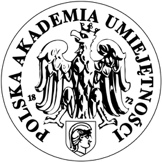 POLSKA AKADEMIA UMIEJĘTNOŚCI
18 72